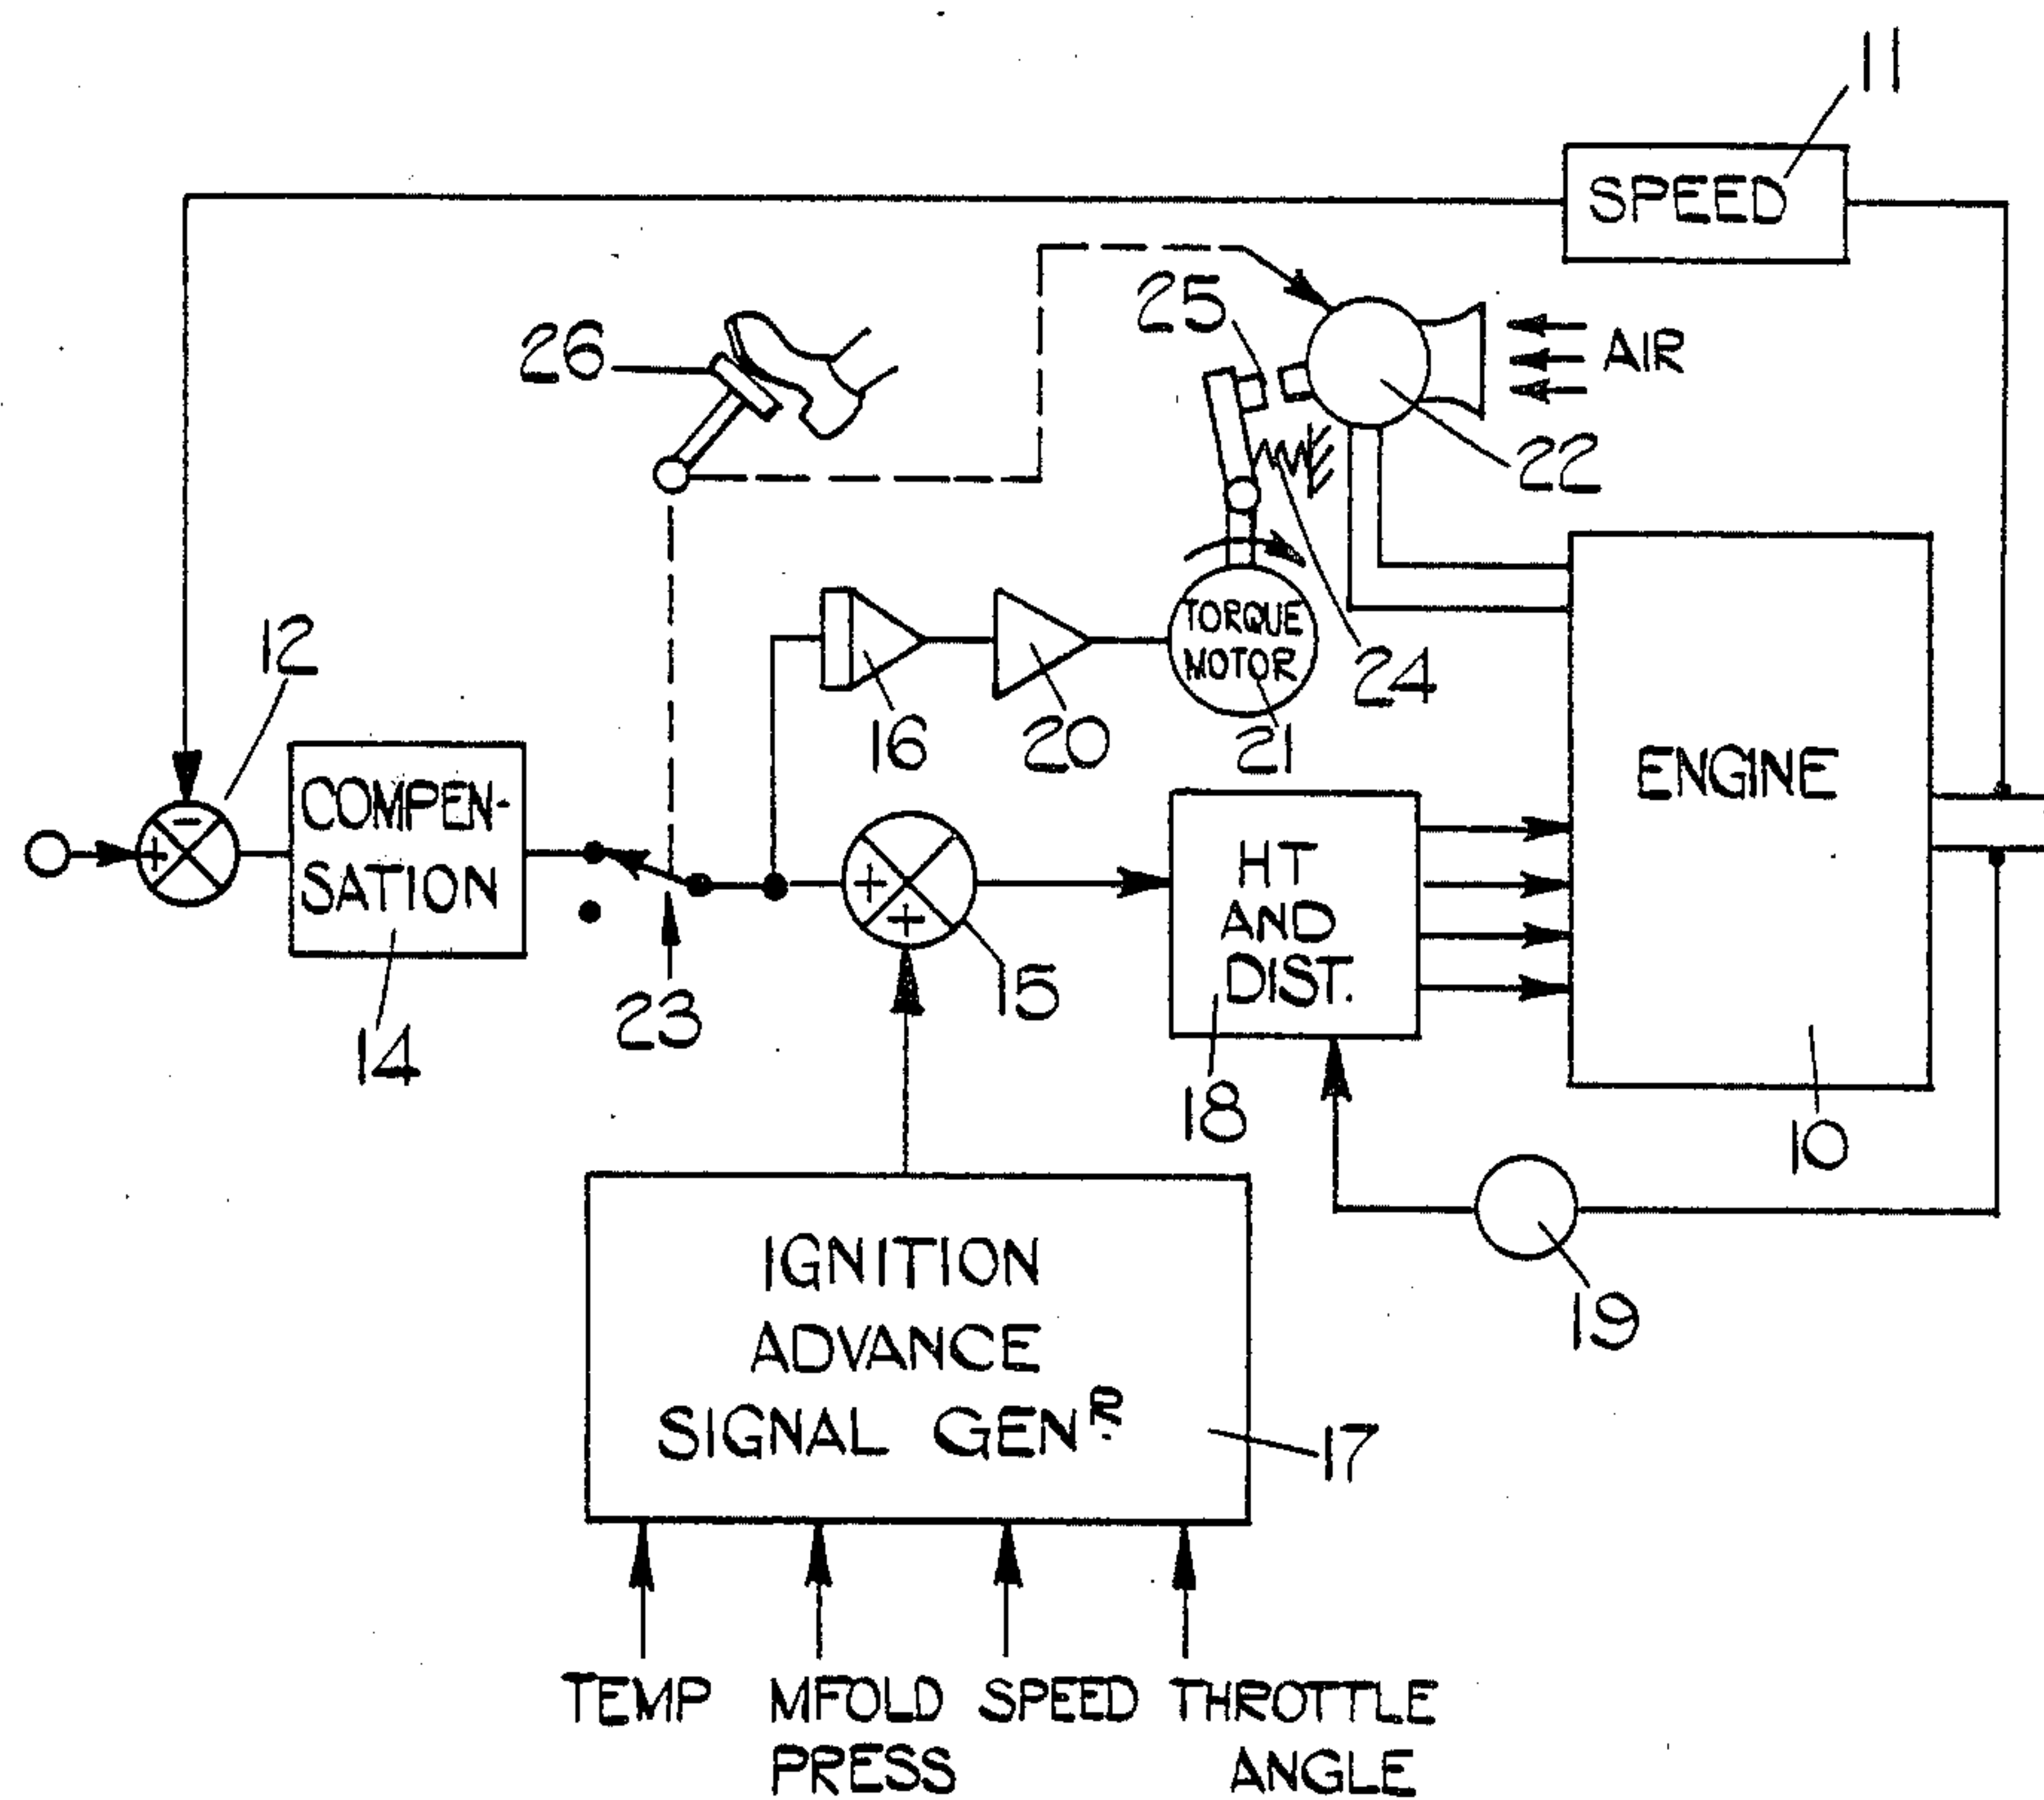 11
SPEED
25
AIR
26
22
12
TORQUE
MOTOR
24
16
20
21
ENGINE
COMPEN-
SATION
HT
AND
DIST.
+
-
+
+
23
15
14
18
10
IGNITION
ADVANCE
SIGNAL GENR.
19
17
TEMP
MFOLD
PRESS
SPEED
THROTTLE
ANGLE